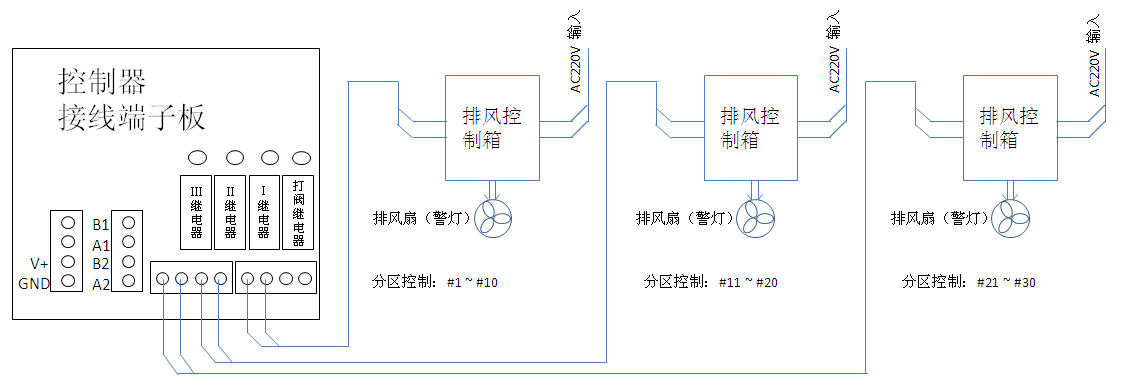 控制器
接线端子板
III继电器
II继电器
I继电器
打阀继电器
B1
A1
V+
B2
GND
A2
排风控
制箱
AC220V 输入
排风扇（警灯）
分区控制：#1 ~ #10
排风控
制箱
AC220V 输入
排风扇（警灯）
分区控制：#11 ~ #20
排风控
制箱
AC220V 输入
排风扇（警灯）
分区控制：#21 ~ #30